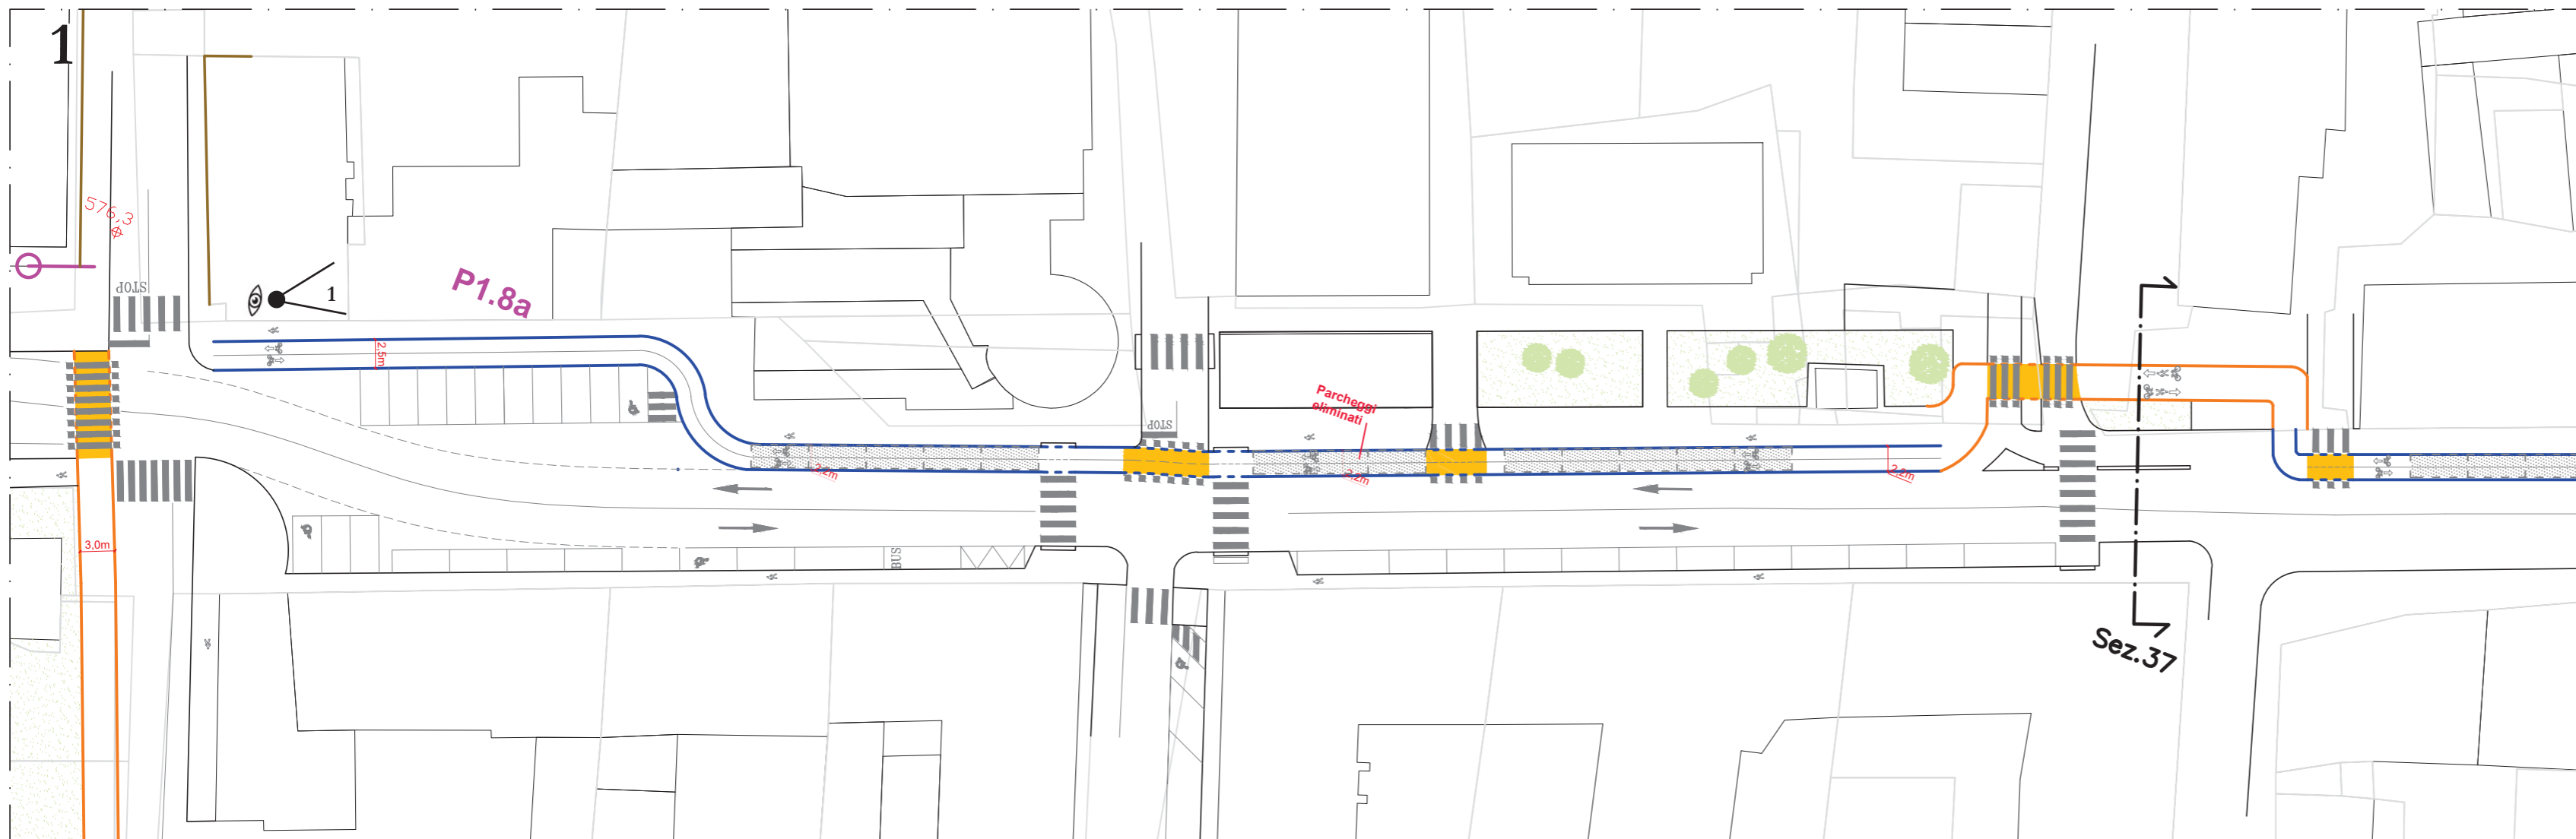 1
576,3
STOP
1
P1.8a
2.5m
Parcheggi
eliminati
STOP
2.2m
2.2m
2.2m
3.0m
BUS
Sez.37